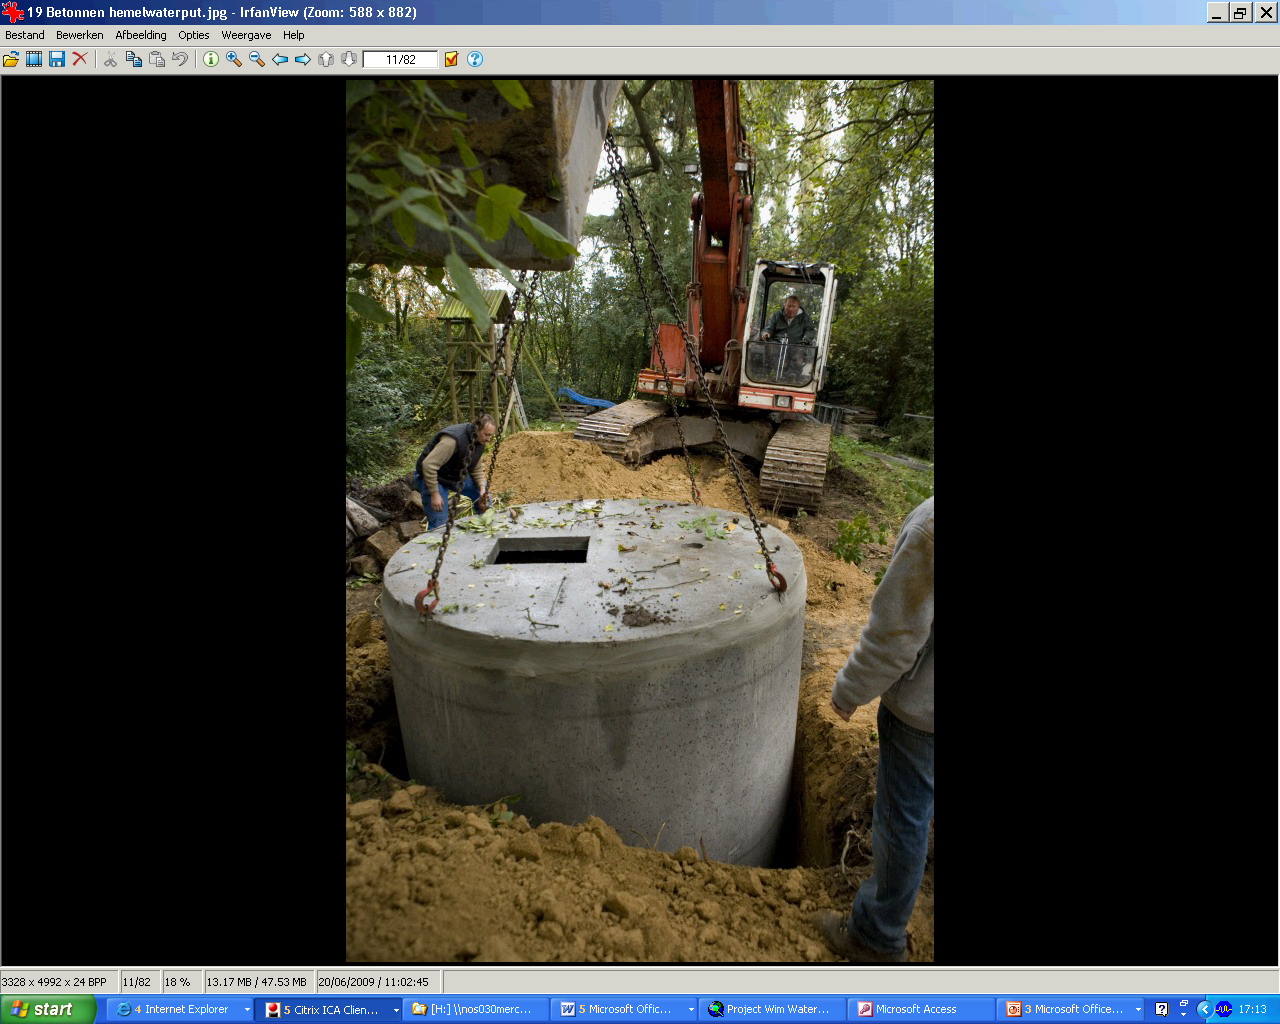 19 Betonnen hemelwaterput.jpg - IrfanView (Zoom: 588 x 882)
Bestand Bewerken Afbeelding Opties Weergave Help
11/82
3328 x 4992 x 24 BPP 11/82 18 % 13.17 MB / 47.53 MB 20/06/2009 / 11:02:45
start 4 Internet Explorer 5 Citrix ICA Clien... [H:] \\nos030merc... 5 Microsoft Offic... Project Wim Water... Microsoft Access 3 Microsoft Office... 17:13